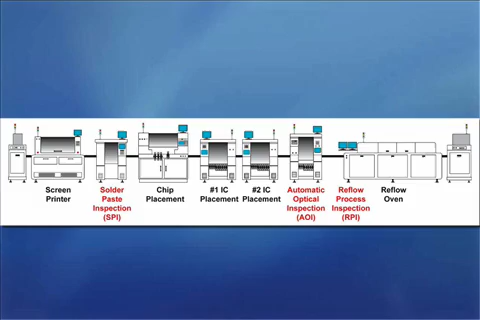 Screen
Printer
Solder
Paste
Inspection
(SPI)
Chip
Placement
#1 IC
Placement
#2 IC
Placement
Automatic
Optical
Inspection
(AOI)
Reflow
Process
Inspection
(RPI)
Reflow
Oven